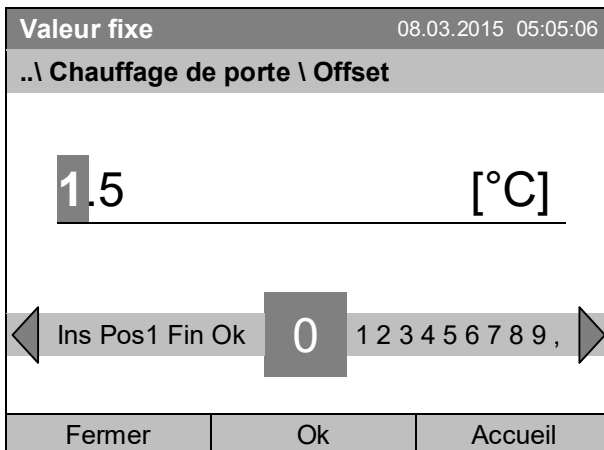 Valeur fixe 08.03.2015 05:05:06
..\ Chauffage de porte \ Offset
1.5 [°C]
Ins Pos1 Fin Ok 0 1 2 3 4 5 6 7 8 9 ,
Fermer Ok Accueil